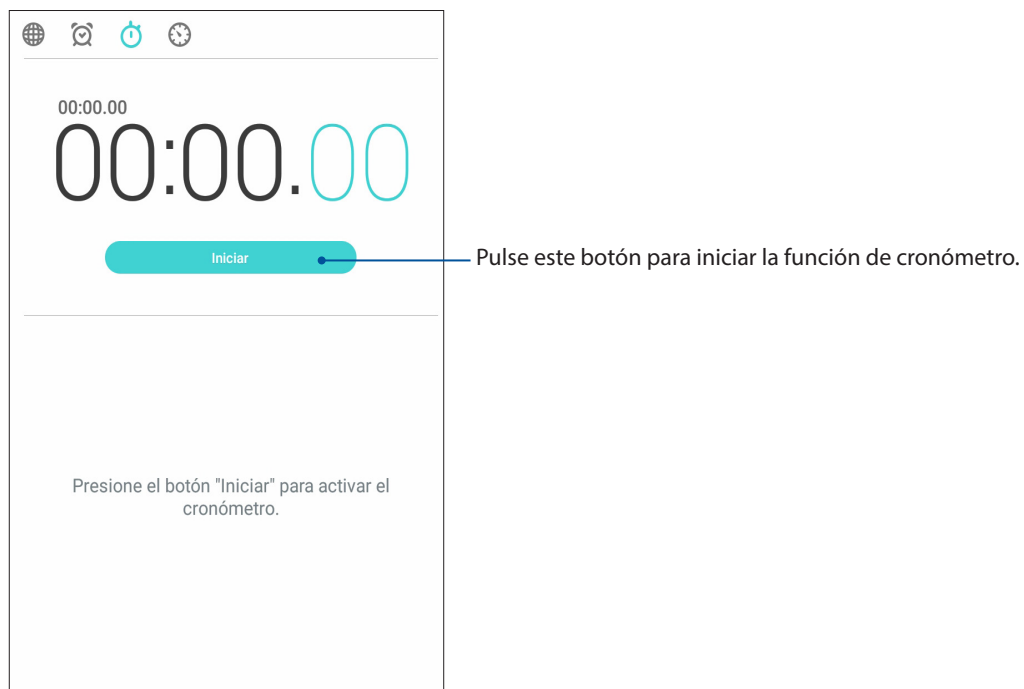 00:00.00
00:00.00
Iniciar
Pulse este botón para iniciar la función de cronómetro.
Presione el botón "Iniciar" para activar el
cronómetro.